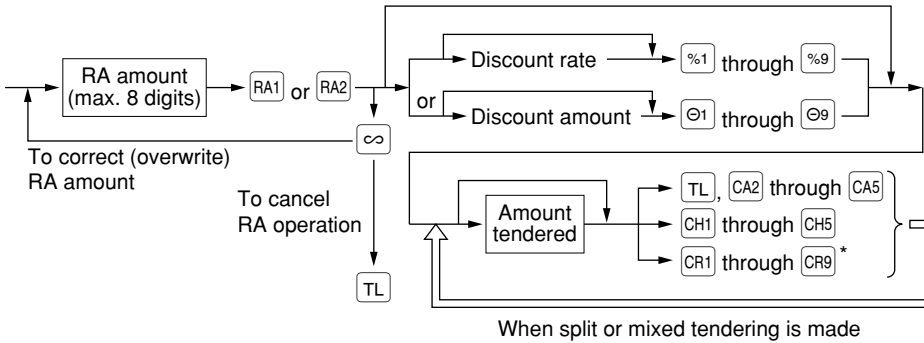 RA amount
(max. 8 digits)
RA1 or RA2
Discount rate
%1 through %9
or
Discount amount
⊖1 through ⊖9
∽
To correct (overwrite)
RA amount
To cancel
RA operation
TL
Amount
tendered
TL, CA2 through CA5
CH1 through CH5
CR1 through CR9 *
When split or mixed tendering is made